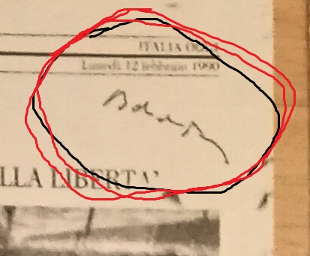 ITALIA OGGI
Lunedì 12 febbraio 1990
LLA LIBERTA'